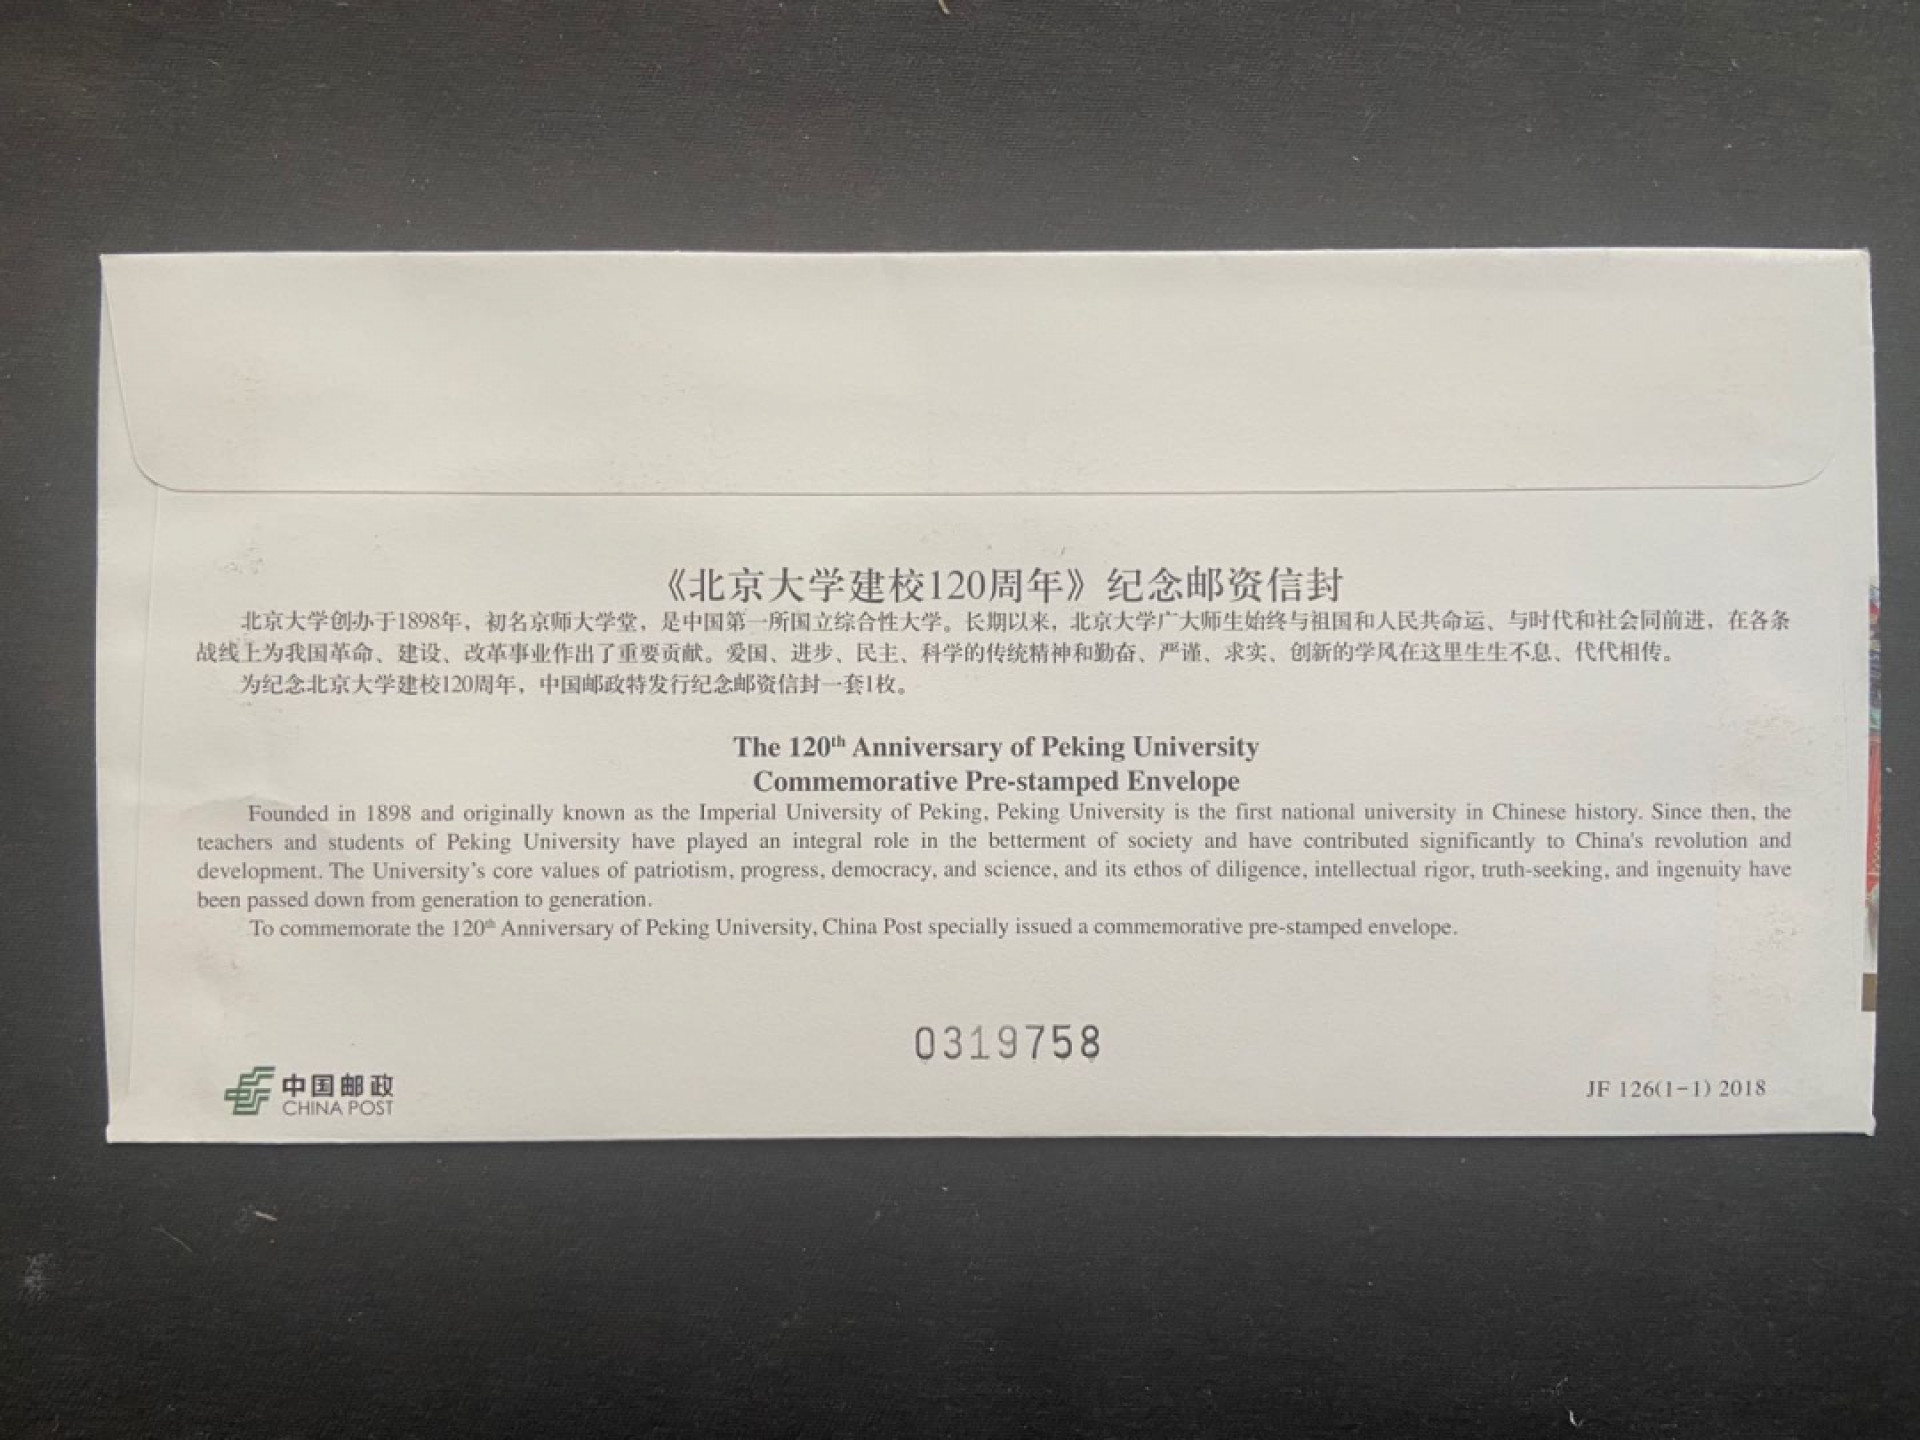 《北京大学建校120周年》纪念邮资信封
北京大学创办于1898年，初名京师大学堂，是中国第一所国立综合性大学。长期以来，北京大学广大师生始终与祖国和人民共命运、与时代和社会同前进，在各条
战线上为我国革命、建设、改革事业作出了重要贡献。爱国、进步、民主、科学的传统精神和勤奋、严谨、求实、创新的学风在这里生生不息、代代相传。
为纪念北京大学建校120周年，中国邮政特发行纪念邮资信封一套1枚。
The 120th Anniversary of Peking University
Commemorative Pre-stamped Envelope
Founded in 1898 and originally known as the Imperial University of Peking, Peking University is the first national university in Chinese history. Since then, the
teachers and students of Peking University have played an integral role in the betterment of society and have contributed significantly to China's revolution and
development. The University's core values of patriotism, progress, democracy, and science, and its ethos of diligence, intellectual rigor, truth-seeking, and ingenuity have
been passed down from generation to generation.
To commemorate the 120th Anniversary of Peking University, China Post specially issued a commemorative pre-stamped envelope.
0319758
中国邮政
CHINA POST
JF 126(1-1) 2018